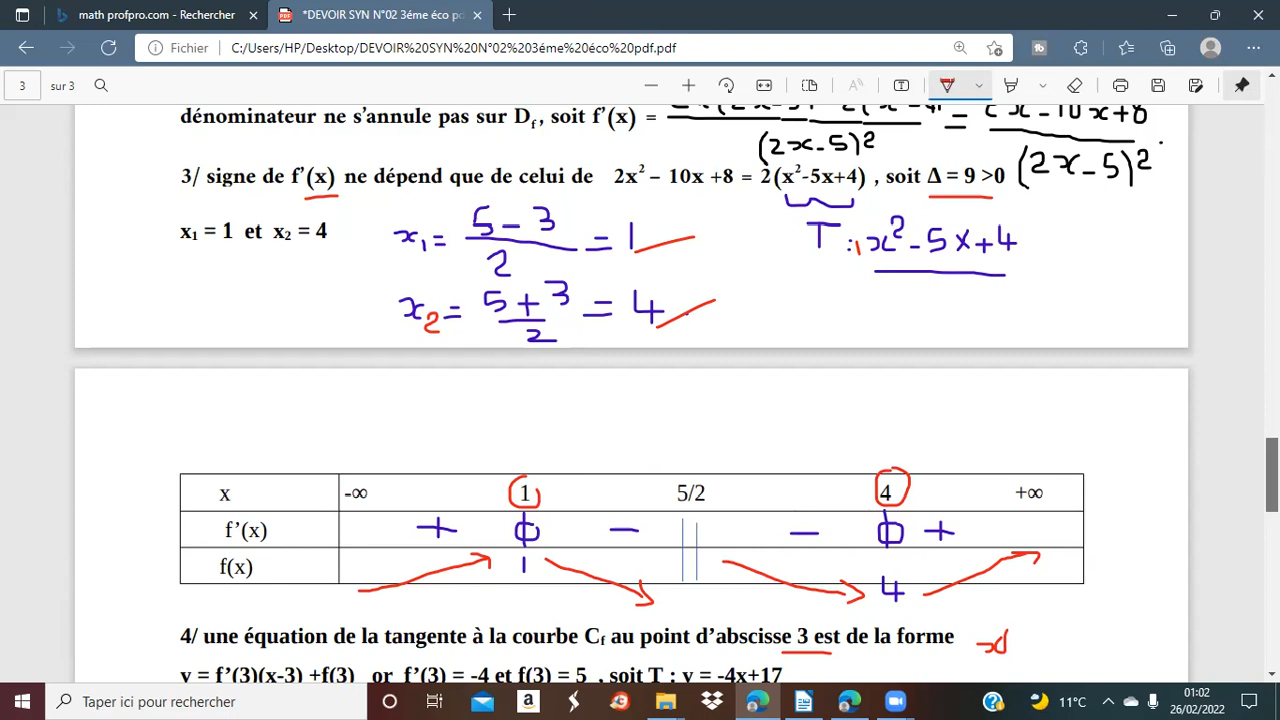 math profpro.com - Rechercher
*DEVOIR SYN N°02 3éme éco pd
Fichier
C:/Users/HP/Desktop/DEVOIR%20SYN%20N°02%203éme%20éco%20pdf.pdf
3 sur 3
dénominateur ne s'annule pas sur Df, soit f'(x) =
(2x-5)² = 2x - 10x+8
(2x-5)²
3/ signe de f'(x) ne dépend que de celui de 2x² – 10x +8 = 2(x²-5x+4) , soit Δ = 9 >0
x₁ = 1 et x₂ = 4
x₁ = 5 - 3 / 2 = 1
T : 1x² - 5x + 4
x₂ = 5 + 3 / 2 = 4
x -∞ 1 5/2 4 +∞
f'(x) + 0 - - 0 +
f(x) 1 4
4/ une équation de la tangente à la courbe Cf au point d'abscisse 3 est de la forme
y = f'(3)(x-3) +f(3) or f'(3) = -4 et f(3) = 5 , soit T : y = -4x+17
Taper ici pour rechercher
11°C
01:02
26/02/2022